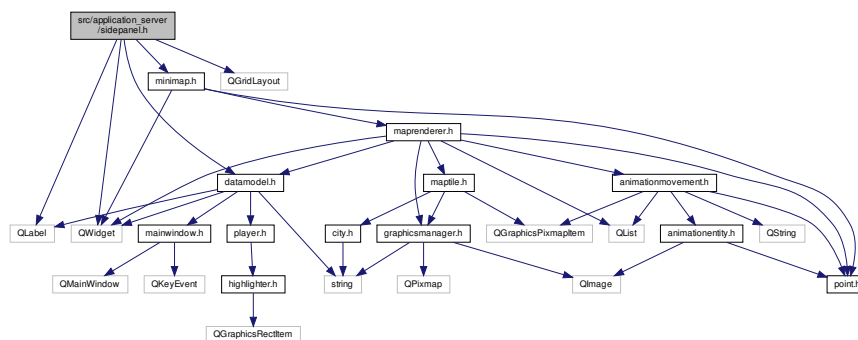 src/application_server
/sidepanel.h
minimap.h
QGridLayout
maprenderer.h
datamodel.h
maptile.h
animationmovement.h
QLabel
QWidget
mainwindow.h
player.h
city.h
graphicsmanager.h
QGraphicsPixmapItem
QList
animationentity.h
QString
QMainWindow
QKeyEvent
highlighter.h
string
QPixmap
QImage
point.h
QGraphicsRectItem